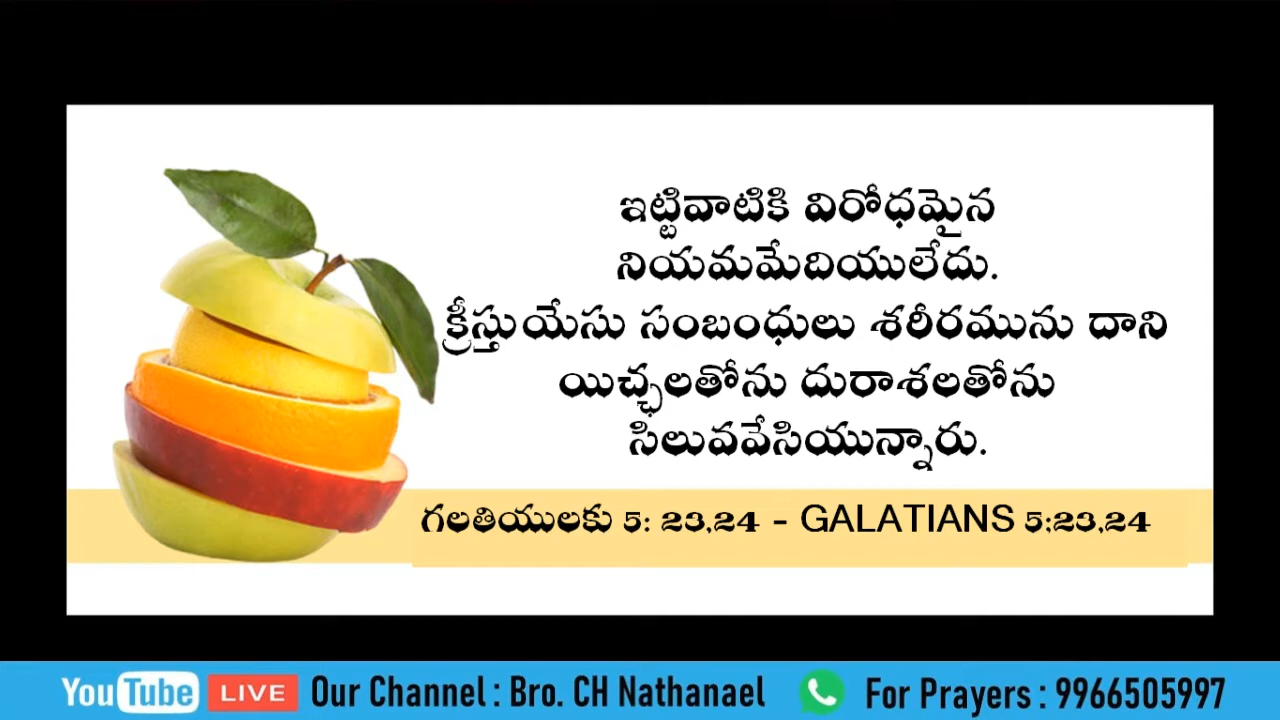 ఇట్టివాటికి విరోధమైన
నియమమేదియులేదు.
క్రీస్తుయేసు సంబంధులు శరీరమును దాని
యిచ్ఛలతోను దురాశలతోను
సిలువవేసియున్నారు.
గలతియులకు 5: 23,24 - GALATIANS 5;23,24
YouTube LIVE Our Channel : Bro. CH Nathanael For Prayers : 9966505997